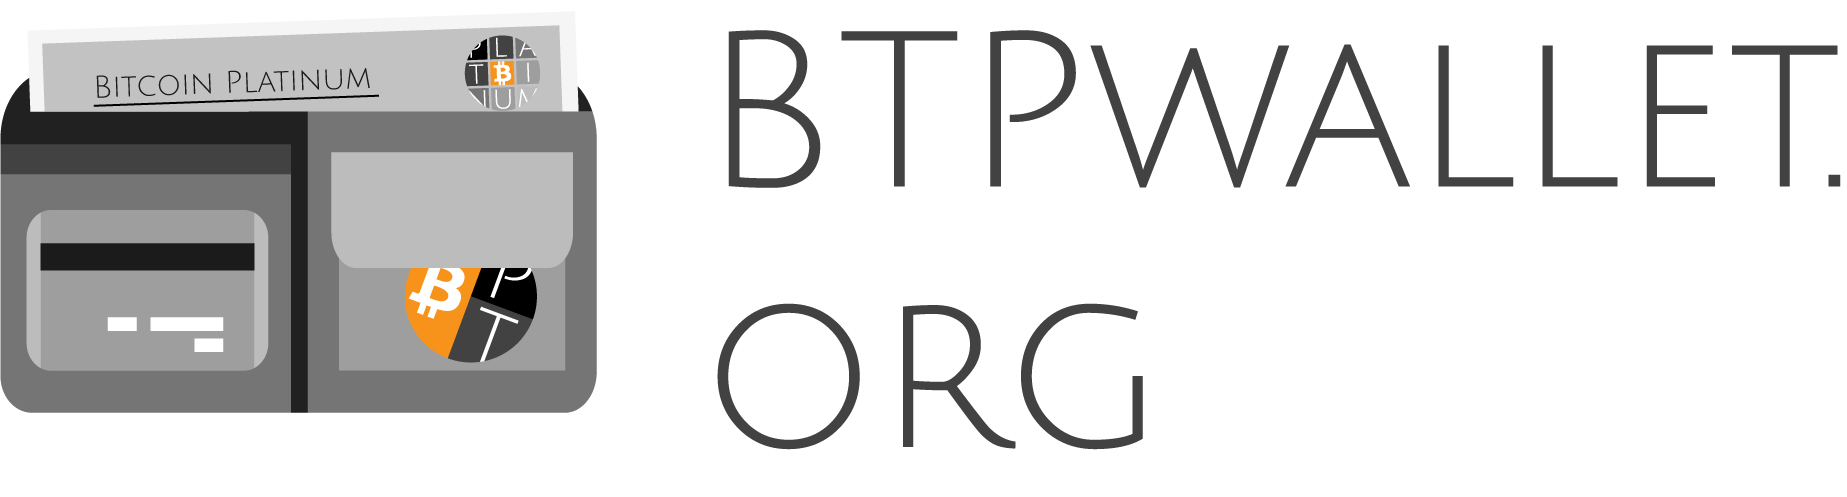 BITCOIN PLATINUM
PLA
T₿I
NUM
₿P
T
BTPWALLET.
ORG